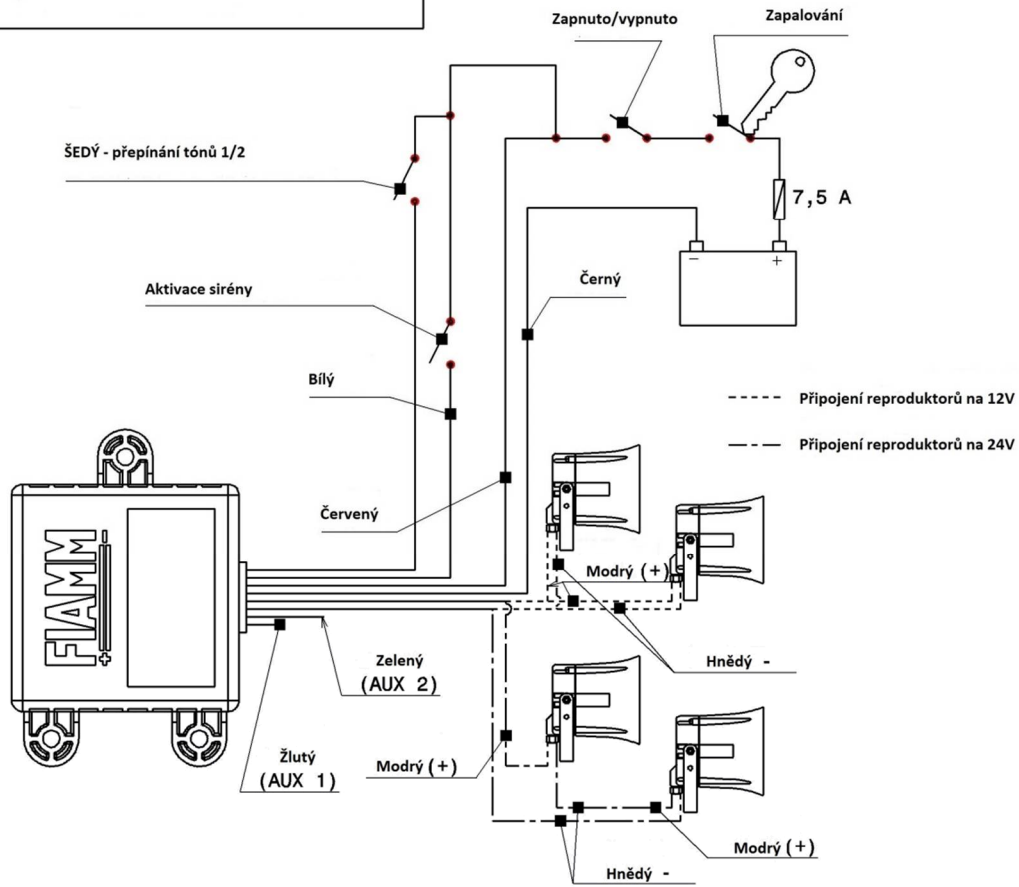 Zapnuto/vypnuto
Zapalování
ŠEDÝ - přepínání tónů 1/2
7,5 A
- +
Aktivace sirény
Černý
Bílý
Připojení reproduktorů na 12V
Připojení reproduktorů na 24V
Červený
FIAMM
- +
Modrý (+)
Hnědý -
Zelený
(AUX 2)
Žlutý
(AUX 1)
Modrý (+)
Modrý (+)
Hnědý -